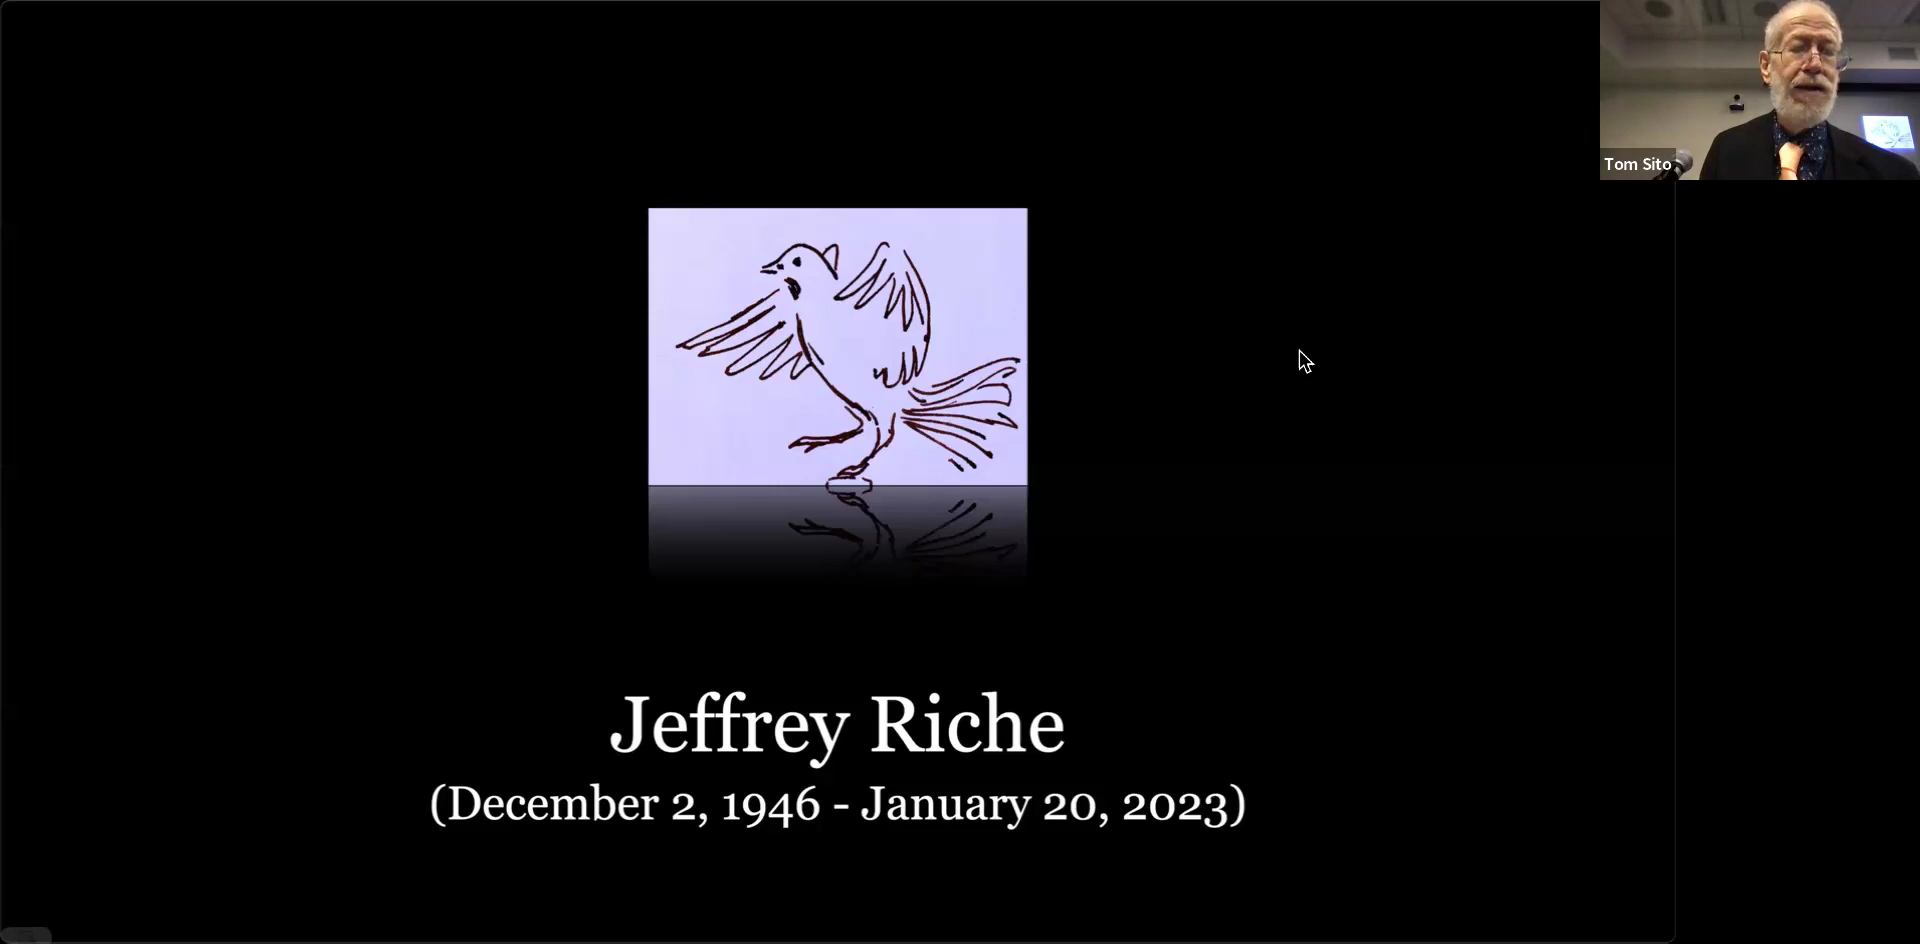 Tom Sito
Jeffrey Riche
(December 2, 1946 - January 20, 2023)